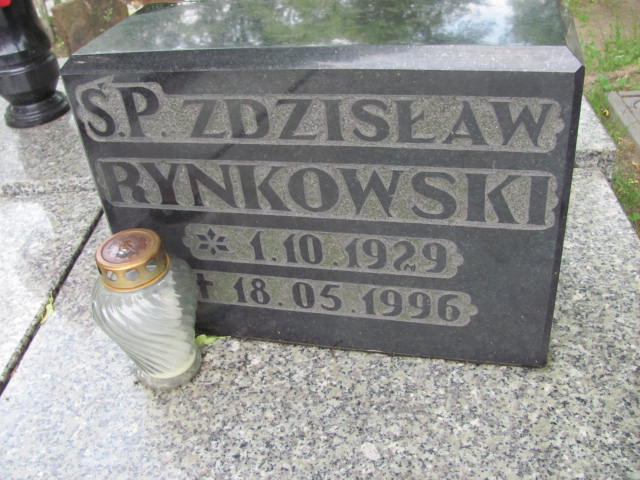 Ś.P. ZDZISŁAW
RYNKOWSKI
* 1.10.1929
† 18.05.1996